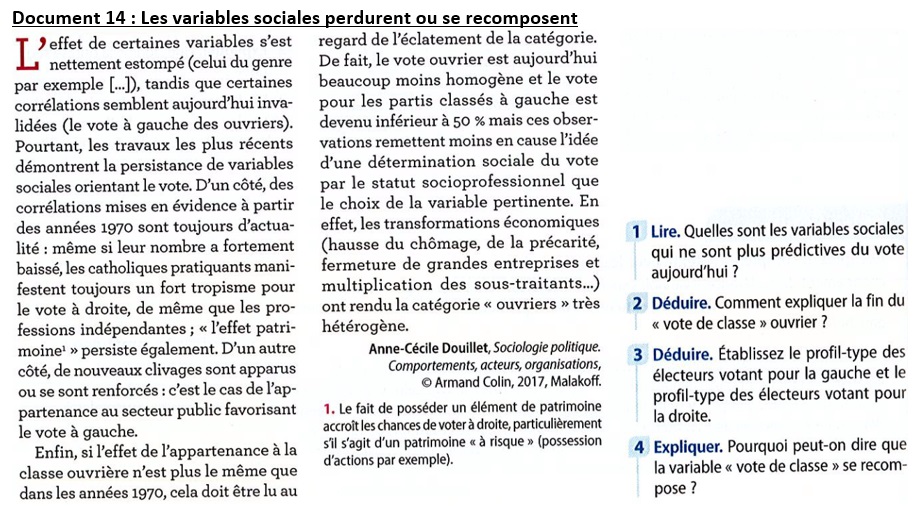 Document 14 : Les variables sociales perdurent ou se recomposent
L’effet de certaines variables s’est
nettement estompé (celui du genre
par exemple [...]), tandis que certaines
corrélations semblent aujourd’hui inva-
lidées (le vote à gauche des ouvriers).
Pourtant, les travaux les plus récents
démontrent la persistance de variables
sociales orientant le vote. D’un côté, des
corrélations mises en évidence à partir
des années 1970 sont toujours d’actua-
lité : même si leur nombre a fortement
baissé, les catholiques pratiquants mani-
festent toujours un fort tropisme pour
le vote à droite, de même que les pro-
fessions indépendantes ; « l’effet patri-
moine¹ » persiste également. D’un autre
côté, de nouveaux clivages sont apparus
ou se sont renforcés : c’est le cas de l’ap-
partenance au secteur public favorisant
le vote à gauche.
Enfin, si l’effet de l’appartenance à la
classe ouvrière n’est plus le même que
dans les années 1970, cela doit être lu au
regard de l’éclatement de la catégorie.
De fait, le vote ouvrier est aujourd’hui
beaucoup moins homogène et le vote
pour les partis classés à gauche est
devenu inférieur à 50 % mais ces obser-
vations remettent moins en cause l’idée
d’une détermination sociale du vote
par le statut socioprofessionnel que
le choix de la variable pertinente. En
effet, les transformations économiques
(hausse du chômage, de la précarité,
fermeture de grandes entreprises et
multiplication des sous-traitants...)
ont rendu la catégorie « ouvriers » très
hétérogène.
Anne-Cécile Douillet, Sociologie politique.
Comportements, acteurs, organisations,
© Armand Colin, 2017, Malakoff.
1. Le fait de posséder un élément de patrimoine
accroît les chances de voter à droite, particulièrement
s’il s’agit d’un patrimoine « à risque » (possession
d’actions par exemple).
1 Lire. Quelles sont les variables sociales
qui ne sont plus prédictives du vote
aujourd’hui ?
2 Déduire. Comment expliquer la fin du
« vote de classe » ouvrier ?
3 Déduire. Établissez le profil-type des
électeurs votant pour la gauche et le
profil-type des électeurs votant pour
la droite.
4 Expliquer. Pourquoi peut-on dire que
la variable « vote de classe » se recom-
pose ?